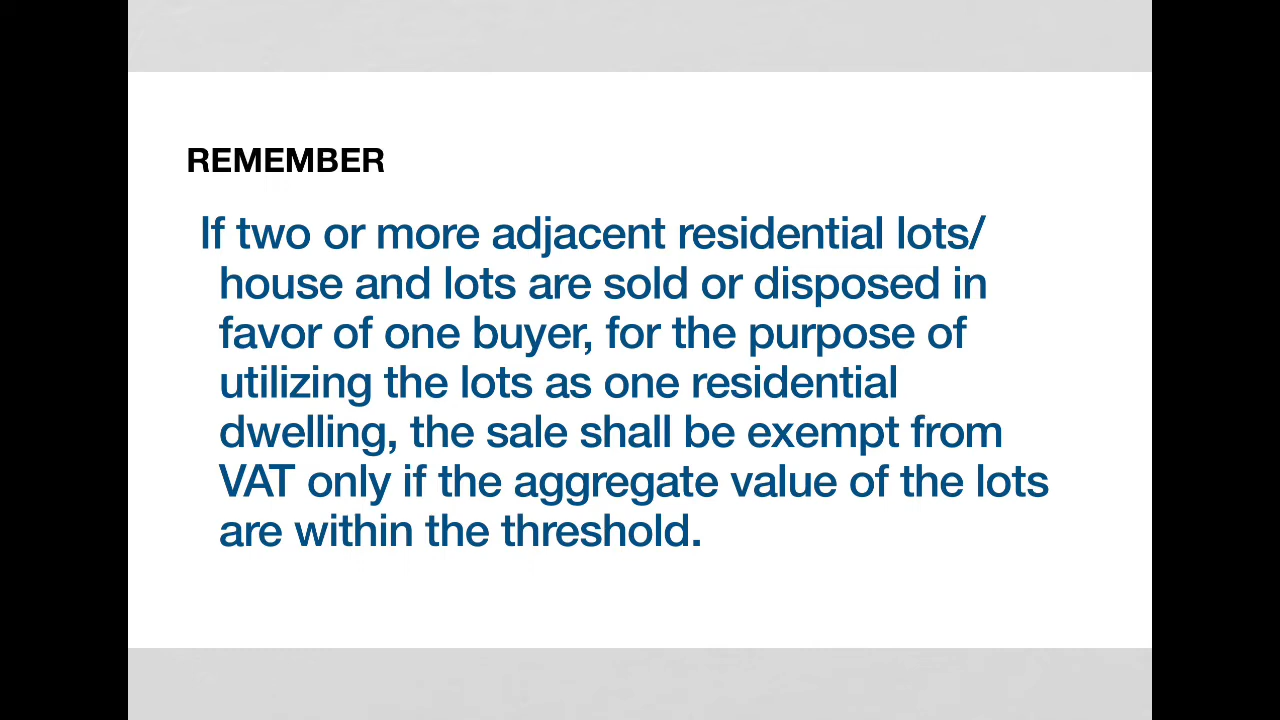 REMEMBER
If two or more adjacent residential lots/
house and lots are sold or disposed in
favor of one buyer, for the purpose of
utilizing the lots as one residential
dwelling, the sale shall be exempt from
VAT only if the aggregate value of the lots
are within the threshold.